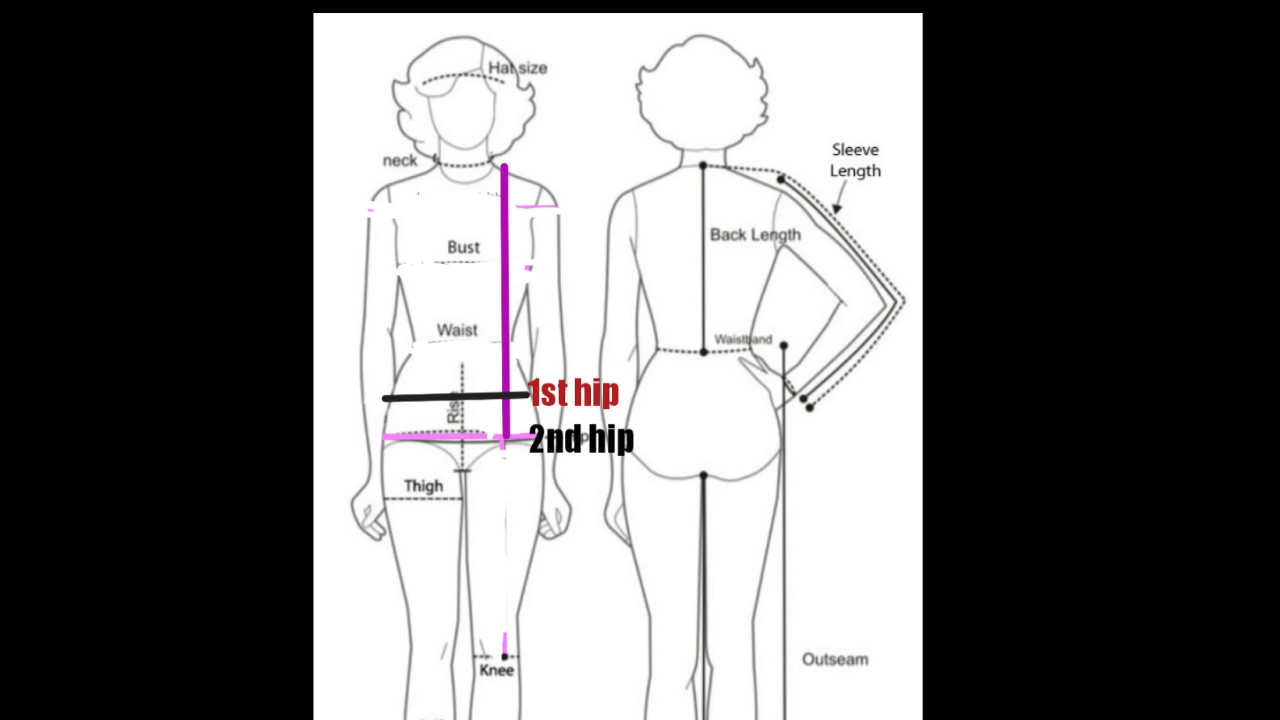 Hat size
neck
Sleeve
Length
Bust
Back Length
Waist
Waistband
1st hip
Rise
2nd hip
Thigh
Outseam
Knee